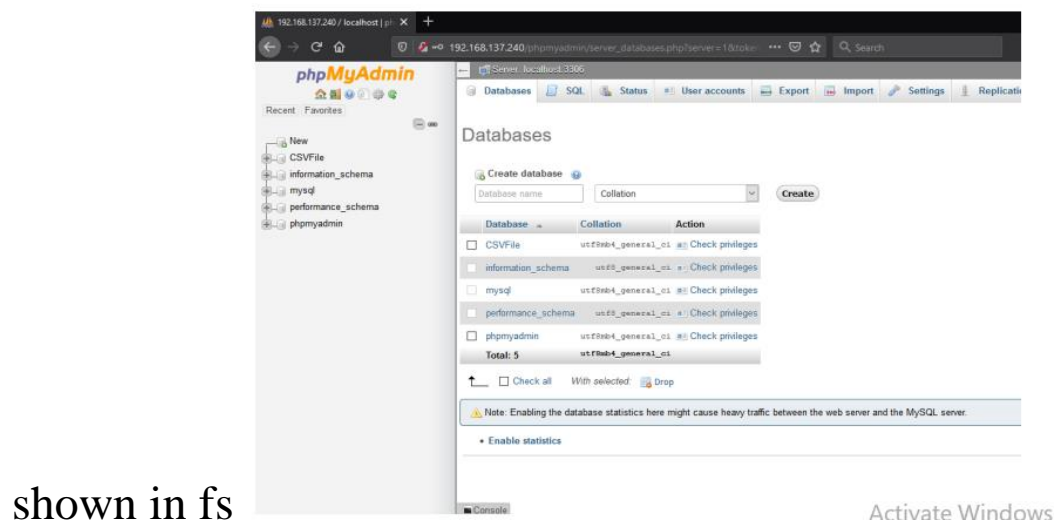 192.168.137.240 / localhost | ph
192.168.137.240/phpmyadmin/server_databases.php?server=1&token
Search
phpMyAdmin
Recent Favorites
New
CSVFile
information_schema
mysql
performance_schema
phpmyadmin
Server: localhost:3306
Databases SQL Status User accounts Export Import Settings Replicati
Databases
Create database
Database name Collation Create
Database Collation Action
CSVFile utf8mb4_general_ci Check privileges
information_schema utf8_general_ci Check privileges
mysql utf8mb4_general_ci Check privileges
performance_schema utf8_general_ci Check privileges
phpmyadmin utf8mb4_general_ci Check privileges
Total: 5 utf8mb4_general_ci
Check all With selected: Drop
Note: Enabling the database statistics here might cause heavy traffic between the web server and the MySQL server.
• Enable statistics
Console
shown in fs
Activate Windows